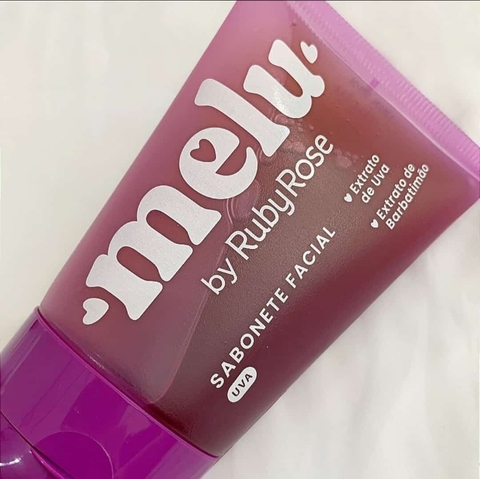 melu
by RubyRose
SABONETE FACIAL
UVA
Extrato
de Uva
Extrato de
Barbatimão